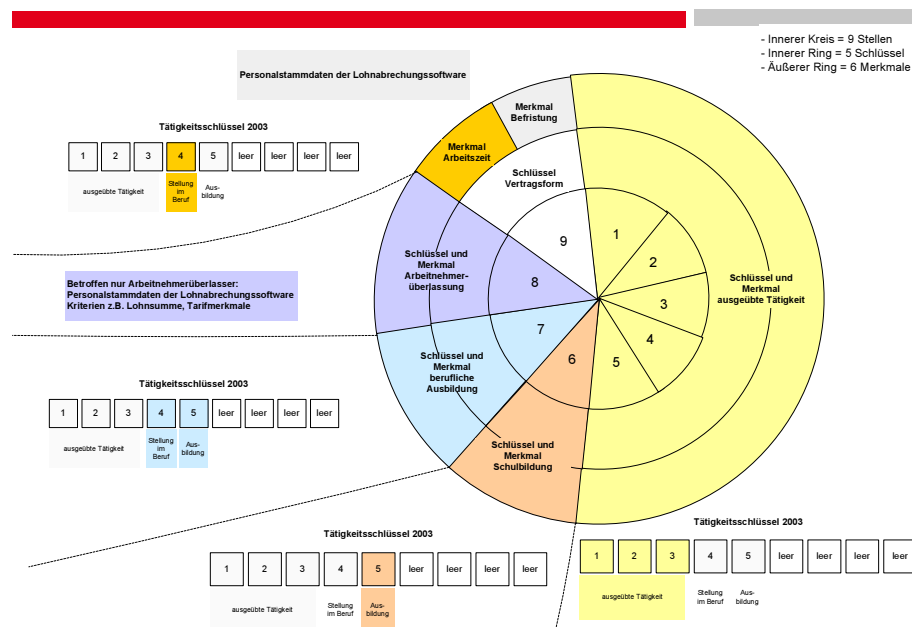 - Innerer Kreis = 9 Stellen
- Innerer Ring = 5 Schlüssel
- Äußerer Ring = 6 Merkmale
Personalstammdaten der Lohnabrechungssoftware
Merkmal
Befristung
Merkmal
Arbeitszeit
Tätigkeitsschlüssel 2003
1 2 3 4 5 leer leer leer leer
ausgeübte Tätigkeit
Stellung
im
Beruf
Aus-
bildung
Schlüssel
Vertragsform
9
1
2
3
4
5
6
7
8
Schlüssel und
Merkmal
ausgeübte Tätigkeit
Schlüssel und
Merkmal
Arbeitnehmer-
überlassung
Betroffen nur Arbeitnehmerüberlasser:
Personalstammdaten der Lohnabrechungssoftware
Kriterien z.B. Lohnsumme, Tarifmerkmale
Schlüssel und
Merkmal
berufliche
Ausbildung
Schlüssel und
Merkmal
Schulbildung
Tätigkeitsschlüssel 2003
1 2 3 4 5 leer leer leer leer
ausgeübte Tätigkeit
Stellung
im
Beruf
Aus-
bildung
Tätigkeitsschlüssel 2003
1 2 3 4 5 leer leer leer leer
ausgeübte Tätigkeit
Stellung
im Beruf
Aus-
bildung
Tätigkeitsschlüssel 2003
1 2 3 4 5 leer leer leer leer
ausgeübte Tätigkeit
Stellung
im Beruf
Aus-
bildung